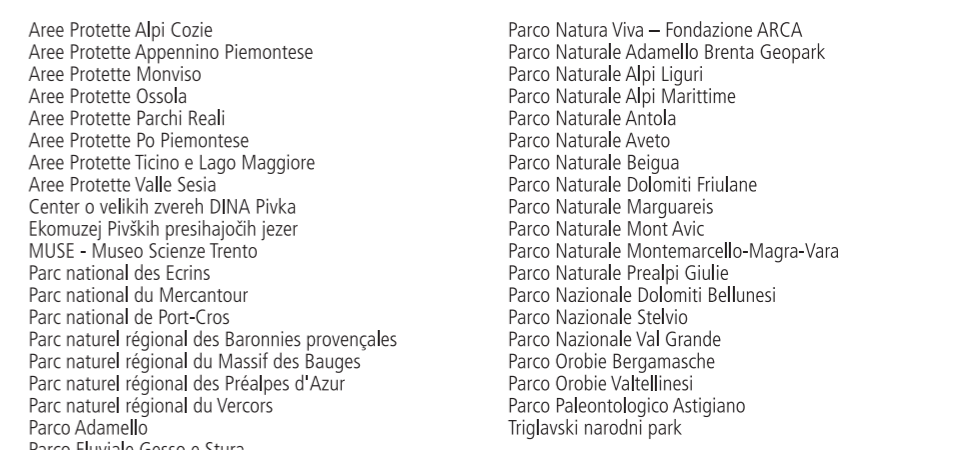 Aree Protette Alpi Cozie
Aree Protette Appennino Piemontese
Aree Protette Monviso
Aree Protette Ossola
Aree Protette Parchi Reali
Aree Protette Po Piemontese
Aree Protette Ticino e Lago Maggiore
Aree Protette Valle Sesia
Center o velikih zvereh DINA Pivka
Ekomuzej Pivških presihajočih jezer
MUSE - Museo Scienze Trento
Parc national des Ecrins
Parc national du Mercantour
Parc national de Port-Cros
Parc naturel régional des Baronnies provençales
Parc naturel régional du Massif des Bauges
Parc naturel régional des Préalpes d'Azur
Parc naturel régional du Vercors
Parco Adamello
Parco Fluviale Gesso e Stura
Parco Natura Viva – Fondazione ARCA
Parco Naturale Adamello Brenta Geopark
Parco Naturale Alpi Liguri
Parco Naturale Alpi Marittime
Parco Naturale Antola
Parco Naturale Aveto
Parco Naturale Beigua
Parco Naturale Dolomiti Friulane
Parco Naturale Marguareis
Parco Naturale Mont Avic
Parco Naturale Montemarcello-Magra-Vara
Parco Naturale Prealpi Giulie
Parco Nazionale Dolomiti Bellunesi
Parco Nazionale Stelvio
Parco Nazionale Val Grande
Parco Orobie Bergamasche
Parco Orobie Valtellinesi
Parco Paleontologico Astigiano
Triglavski narodni park